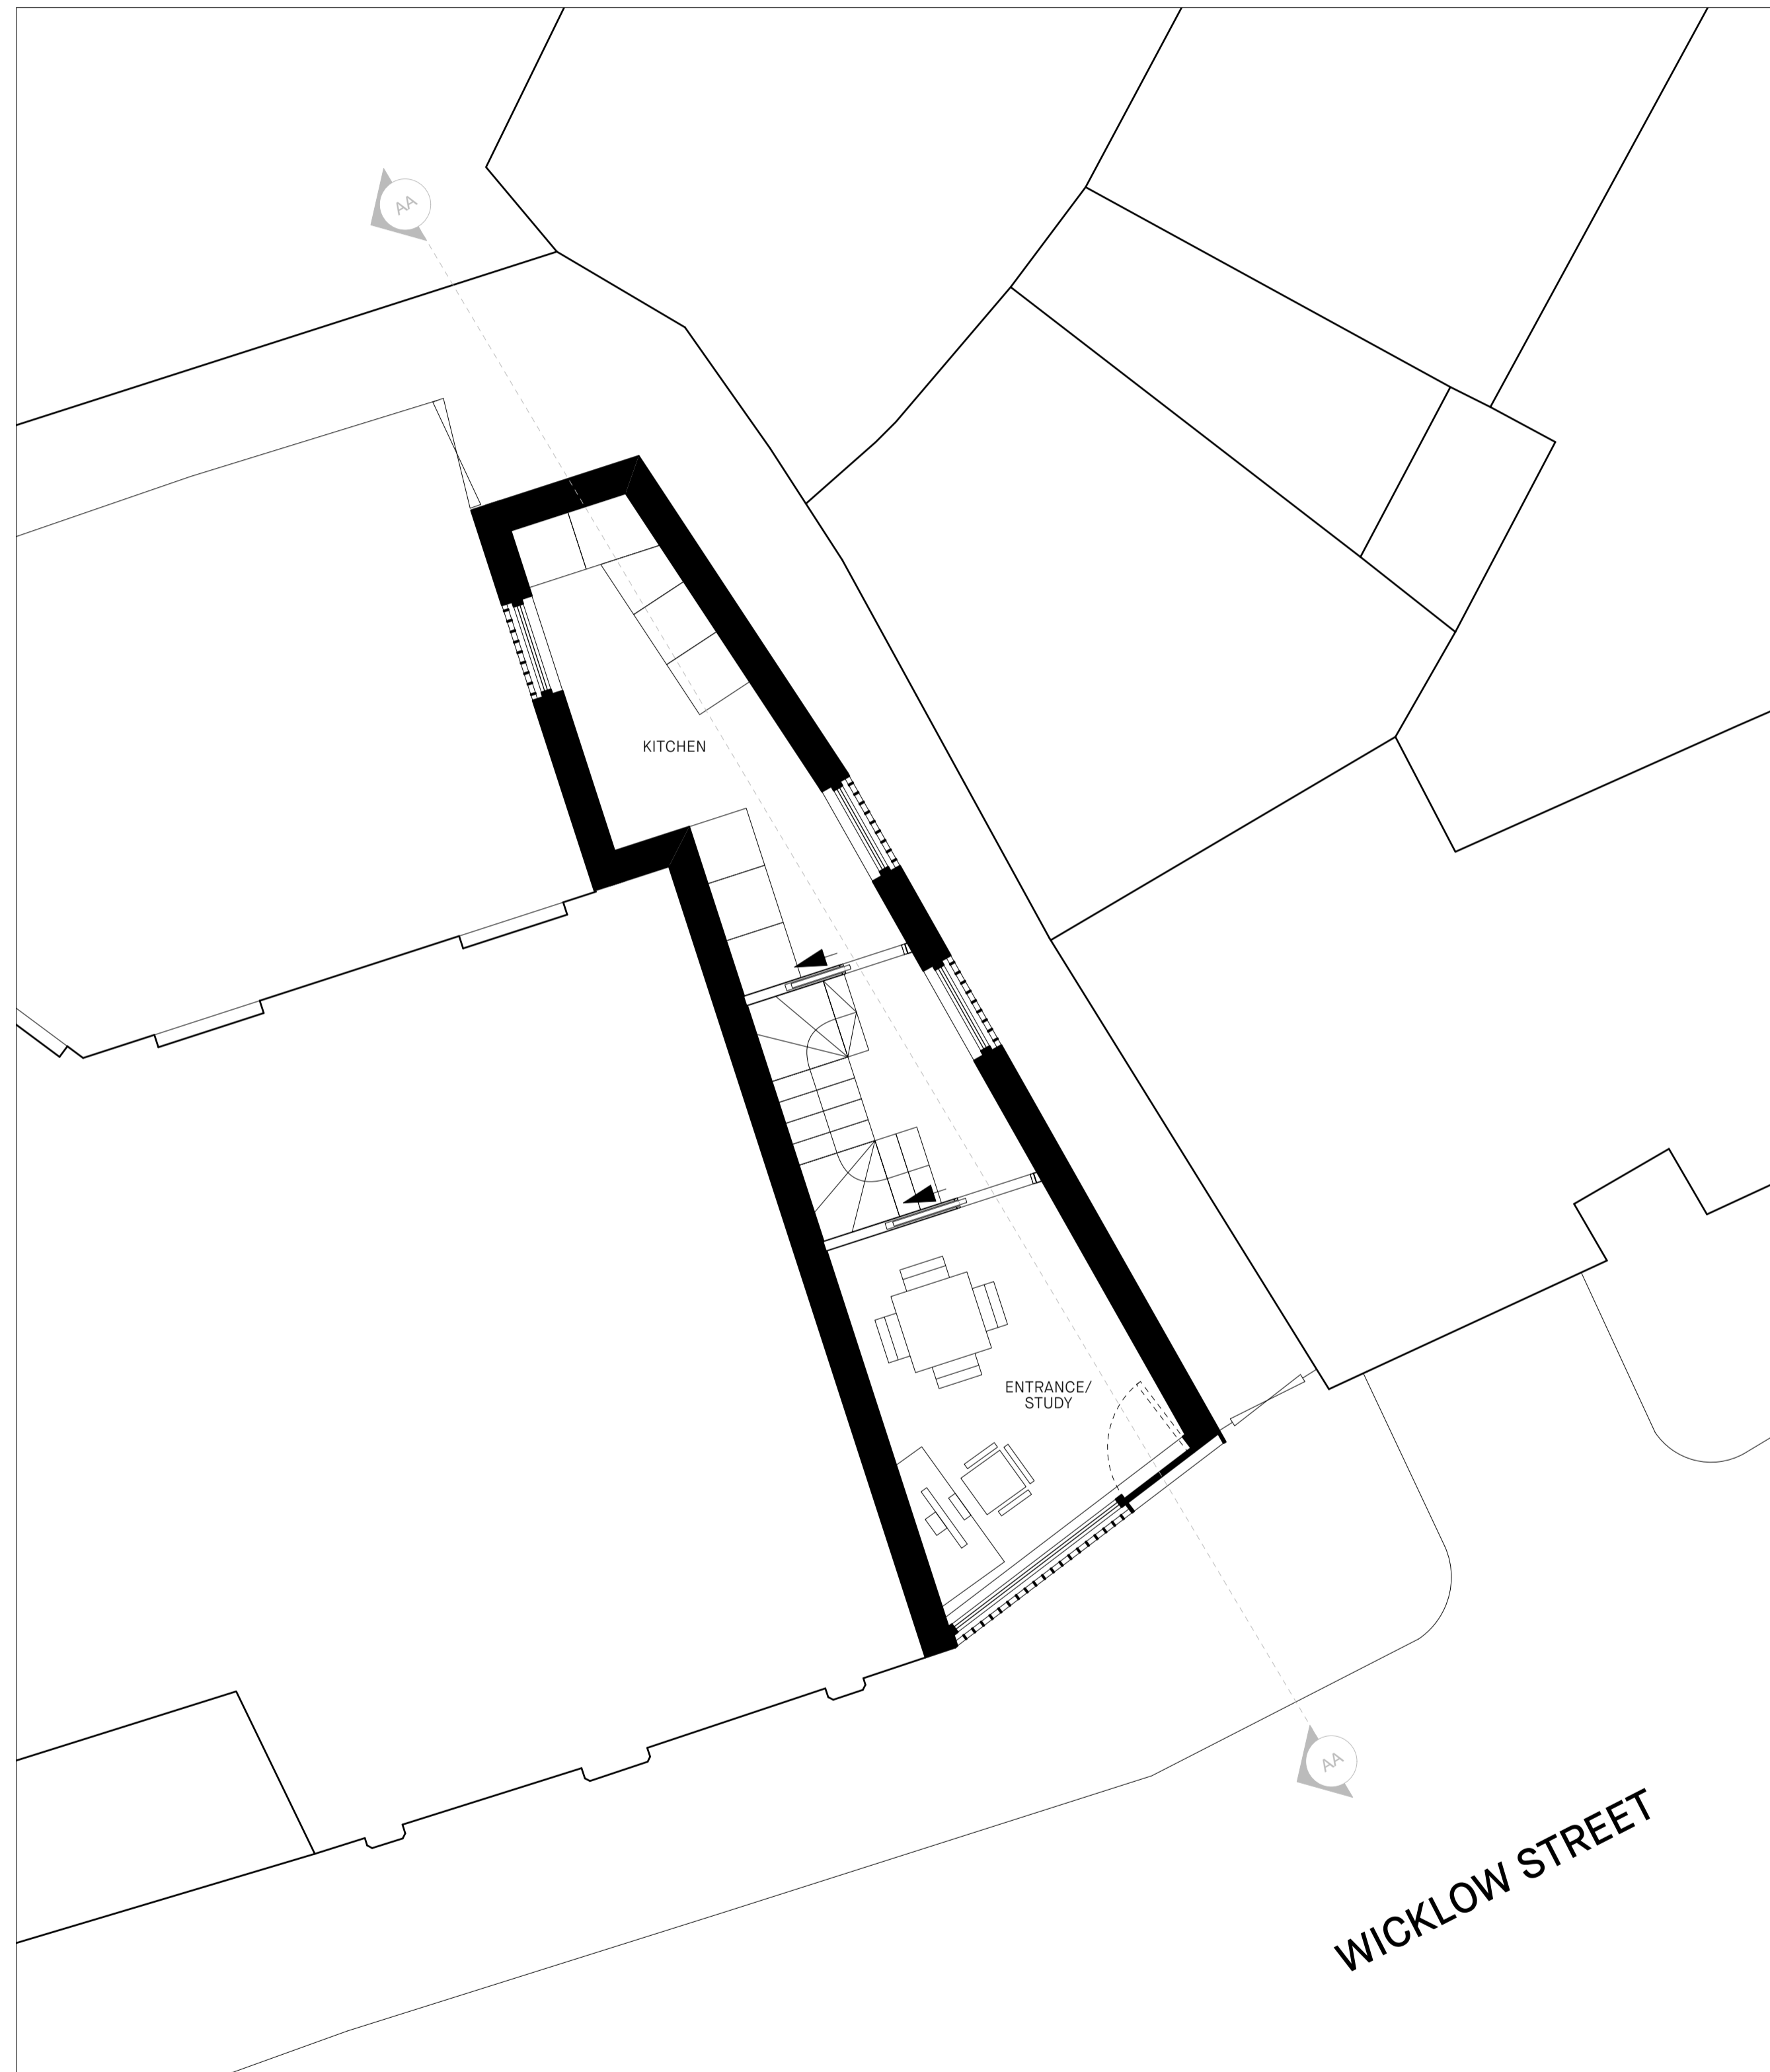 AA
KITCHEN
ENTRANCE/
STUDY
AA
WICKLOW STREET